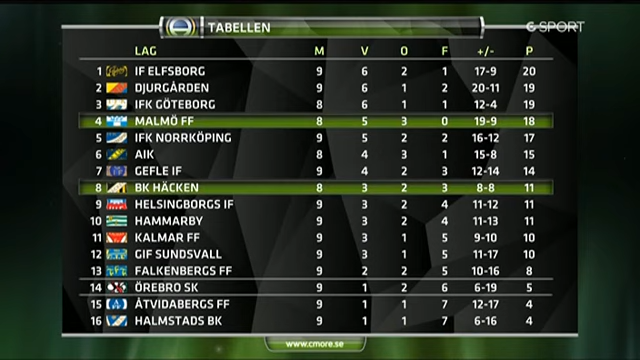 TABELLEN
C SPORT
LAG M V O F +/- P
1 IF ELFSBORG 9 6 2 1 17-9 20
2 DJURGÅRDEN 9 6 1 2 20-11 19
3 IFK GÖTEBORG 8 6 1 1 12-4 19
4 MALMÖ FF 8 5 3 0 19-9 18
5 IFK NORRKÖPING 9 5 2 2 16-12 17
6 AIK 8 4 3 1 15-8 15
7 GEFLE IF 9 4 2 3 12-14 14
8 BK HÄCKEN 8 3 2 3 8-8 11
9 HELSINGBORGS IF 9 3 2 4 11-12 11
10 HAMMARBY 9 3 2 4 11-13 11
11 KALMAR FF 9 3 1 5 9-10 10
12 GIF SUNDSVALL 9 3 1 5 11-17 10
13 FALKENBERGS FF 9 2 2 5 10-16 8
14 ÖREBRO SK 9 1 2 6 6-19 5
15 ÅTVIDABERGS FF 9 1 1 7 12-17 4
16 HALMSTADS BK 9 1 1 7 6-16 4
www.cmore.se